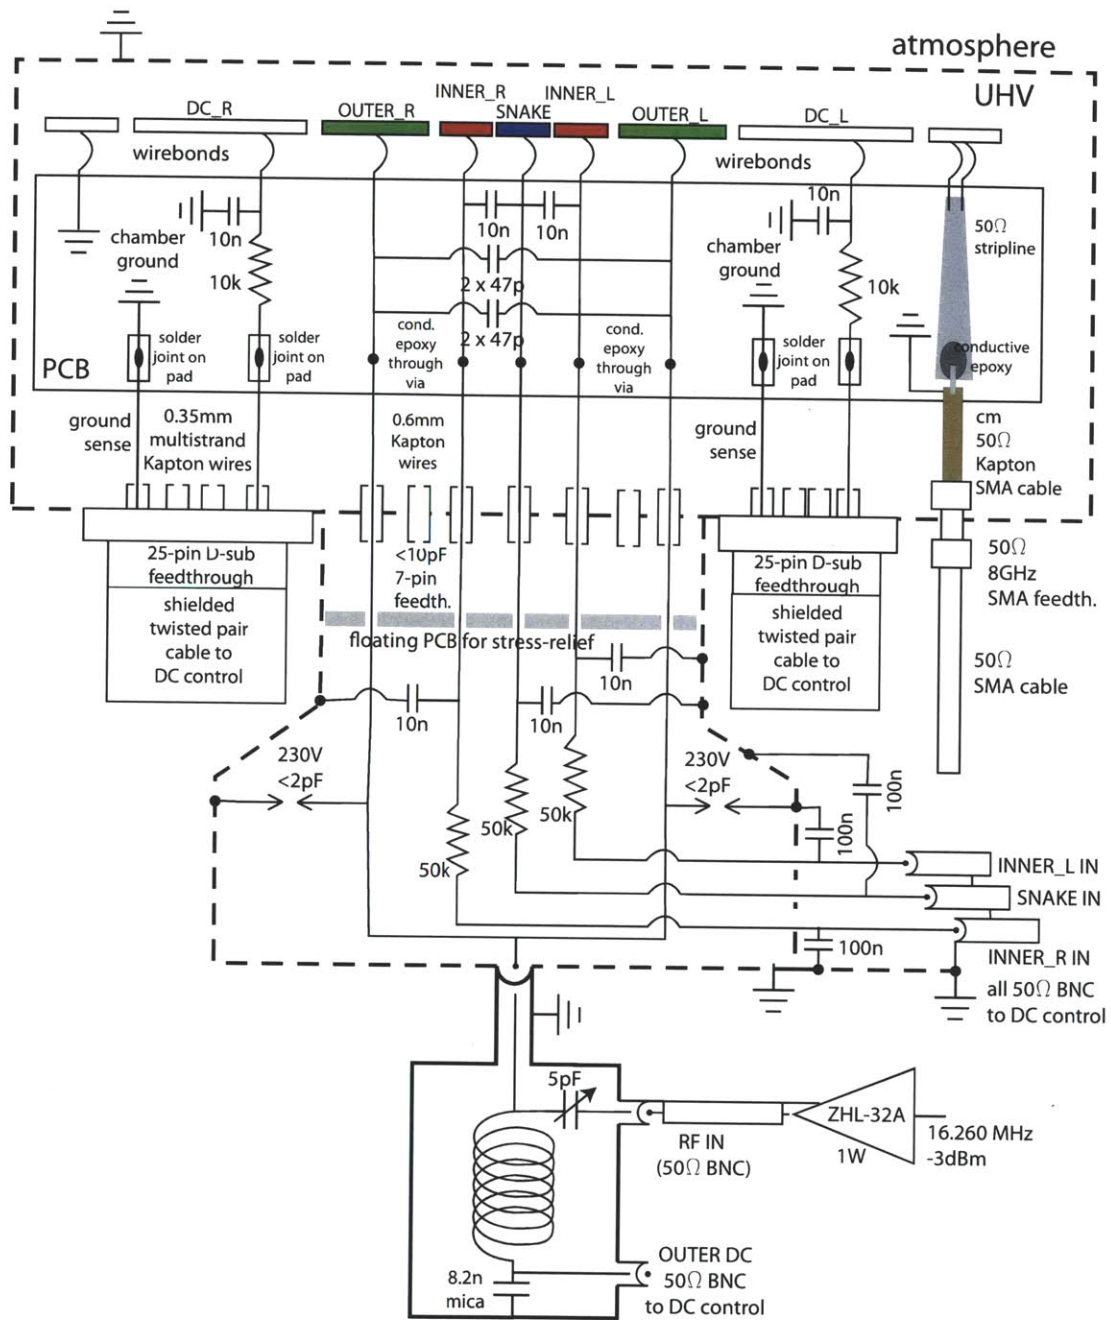 atmosphere
UHV
DC_R
OUTER_R
INNER_R
SNAKE
INNER_L
OUTER_L
DC_L
wirebonds
wirebonds
10n
10n
10n
10n
chamber
ground
10k
2 x 47p
2 x 47p
chamber
ground
10k
50Ω
stripline
PCB
solder
joint on
pad
solder
joint on
pad
cond.
epoxy
through
via
cond.
epoxy
through
via
solder
joint on
pad
conductive
epoxy
ground
sense
0.35mm
multistrand
Kapton wires
0.6mm
Kapton
wires
ground
sense
cm
50Ω
Kapton
SMA cable
25-pin D-sub
feedthrough
shielded
twisted pair
cable to
DC control
<10pF
7-pin
feedth.
floating PCB for stress-relief
25-pin D-sub
feedthrough
shielded
twisted pair
cable to
DC control
50Ω
8GHz
SMA feedth.
50Ω
SMA cable
10n
10n
10n
230V
<2pF
230V
<2pF
50k
50k
50k
100n
100n
100n
INNER_L IN
SNAKE IN
INNER_R IN
all 50Ω BNC
to DC control
5pF
RF IN
(50Ω BNC)
ZHL-32A
1W
16.260 MHz
-3dBm
8.2n
mica
OUTER DC
50Ω BNC
to DC control